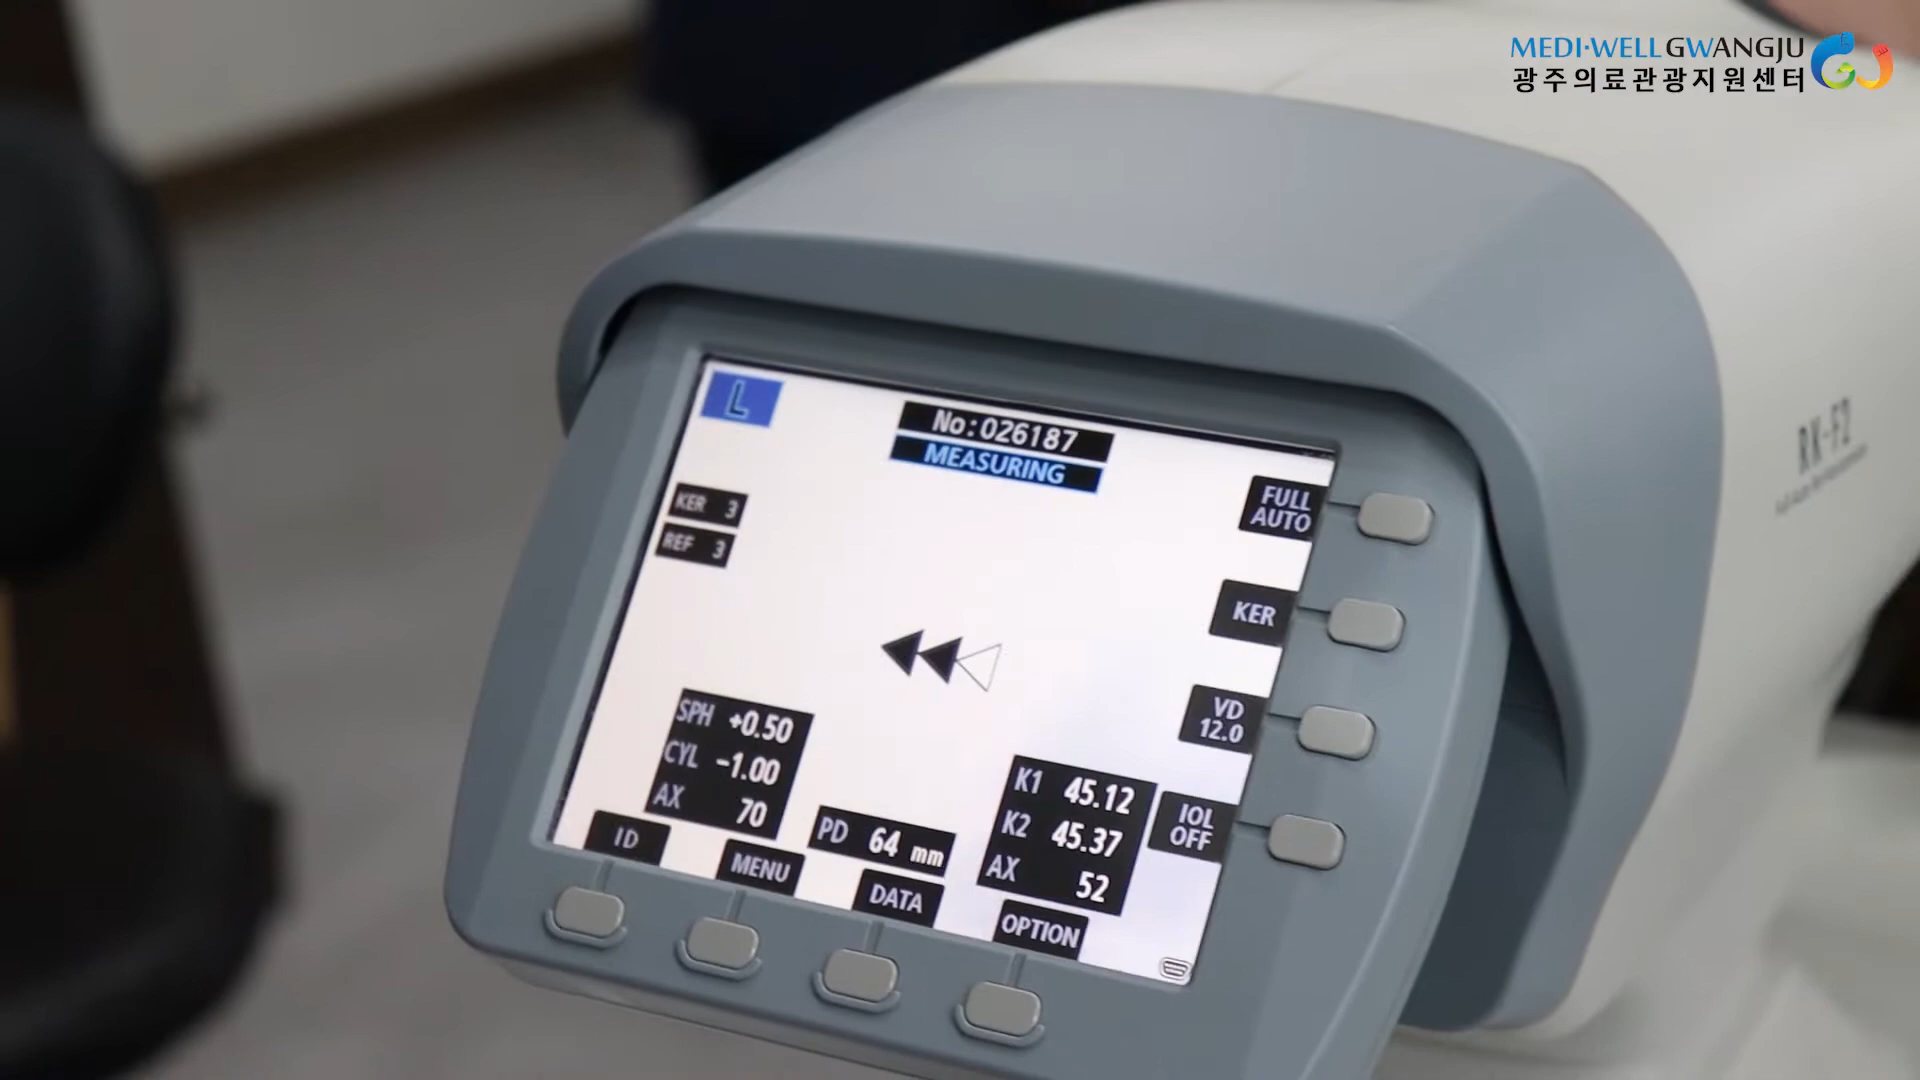 MEDI·WELL GWANGJU
광주의료관광지원센터
RK-F2
L
No:026187
MEASURING
KER 3
REF 3
FULL
AUTO
KER
VD
12.0
IOL
OFF
SPH +0.50
CYL -1.00
AX 70
PD 64 mm
K1 45.12
K2 45.37
AX 52
ID
MENU
DATA
OPTION